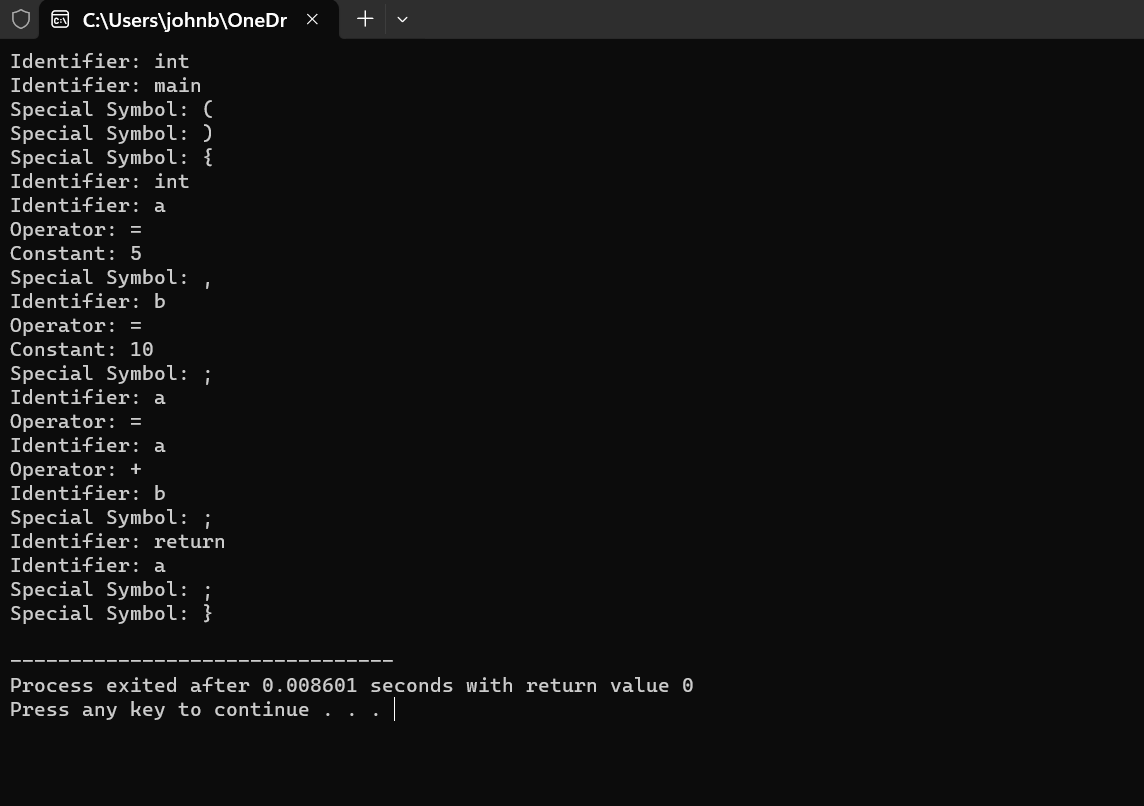 C:\Users\johnb\OneDr
Identifier: int
Identifier: main
Special Symbol: (
Special Symbol: )
Special Symbol: {
Identifier: int
Identifier: a
Operator: =
Constant: 5
Special Symbol: ,
Identifier: b
Operator: =
Constant: 10
Special Symbol: ;
Identifier: a
Operator: =
Identifier: a
Operator: +
Identifier: b
Special Symbol: ;
Identifier: return
Identifier: a
Special Symbol: ;
Special Symbol: }
--------------------------------
Process exited after 0.008601 seconds with return value 0
Press any key to continue . . .